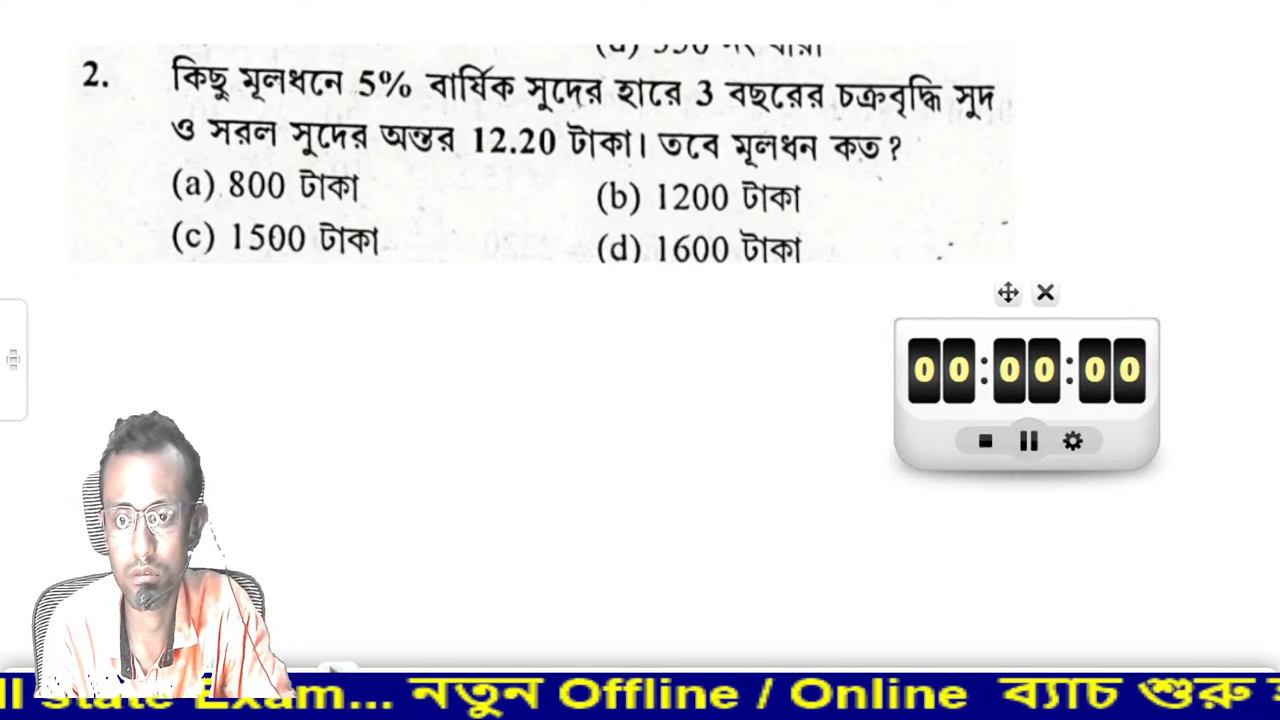 2. কিছু মূলধনে 5% বার্ষিক সুদের হারে 3 বছরের চক্রবৃদ্ধি সুদ
ও সরল সুদের অন্তর 12.20 টাকা। তবে মূলধন কত?
(a) 800 টাকা (b) 1200 টাকা
(c) 1500 টাকা (d) 1600 টাকা
00:00:00
State Exam... নতুন Offline / Online ব্যাচ শুরু